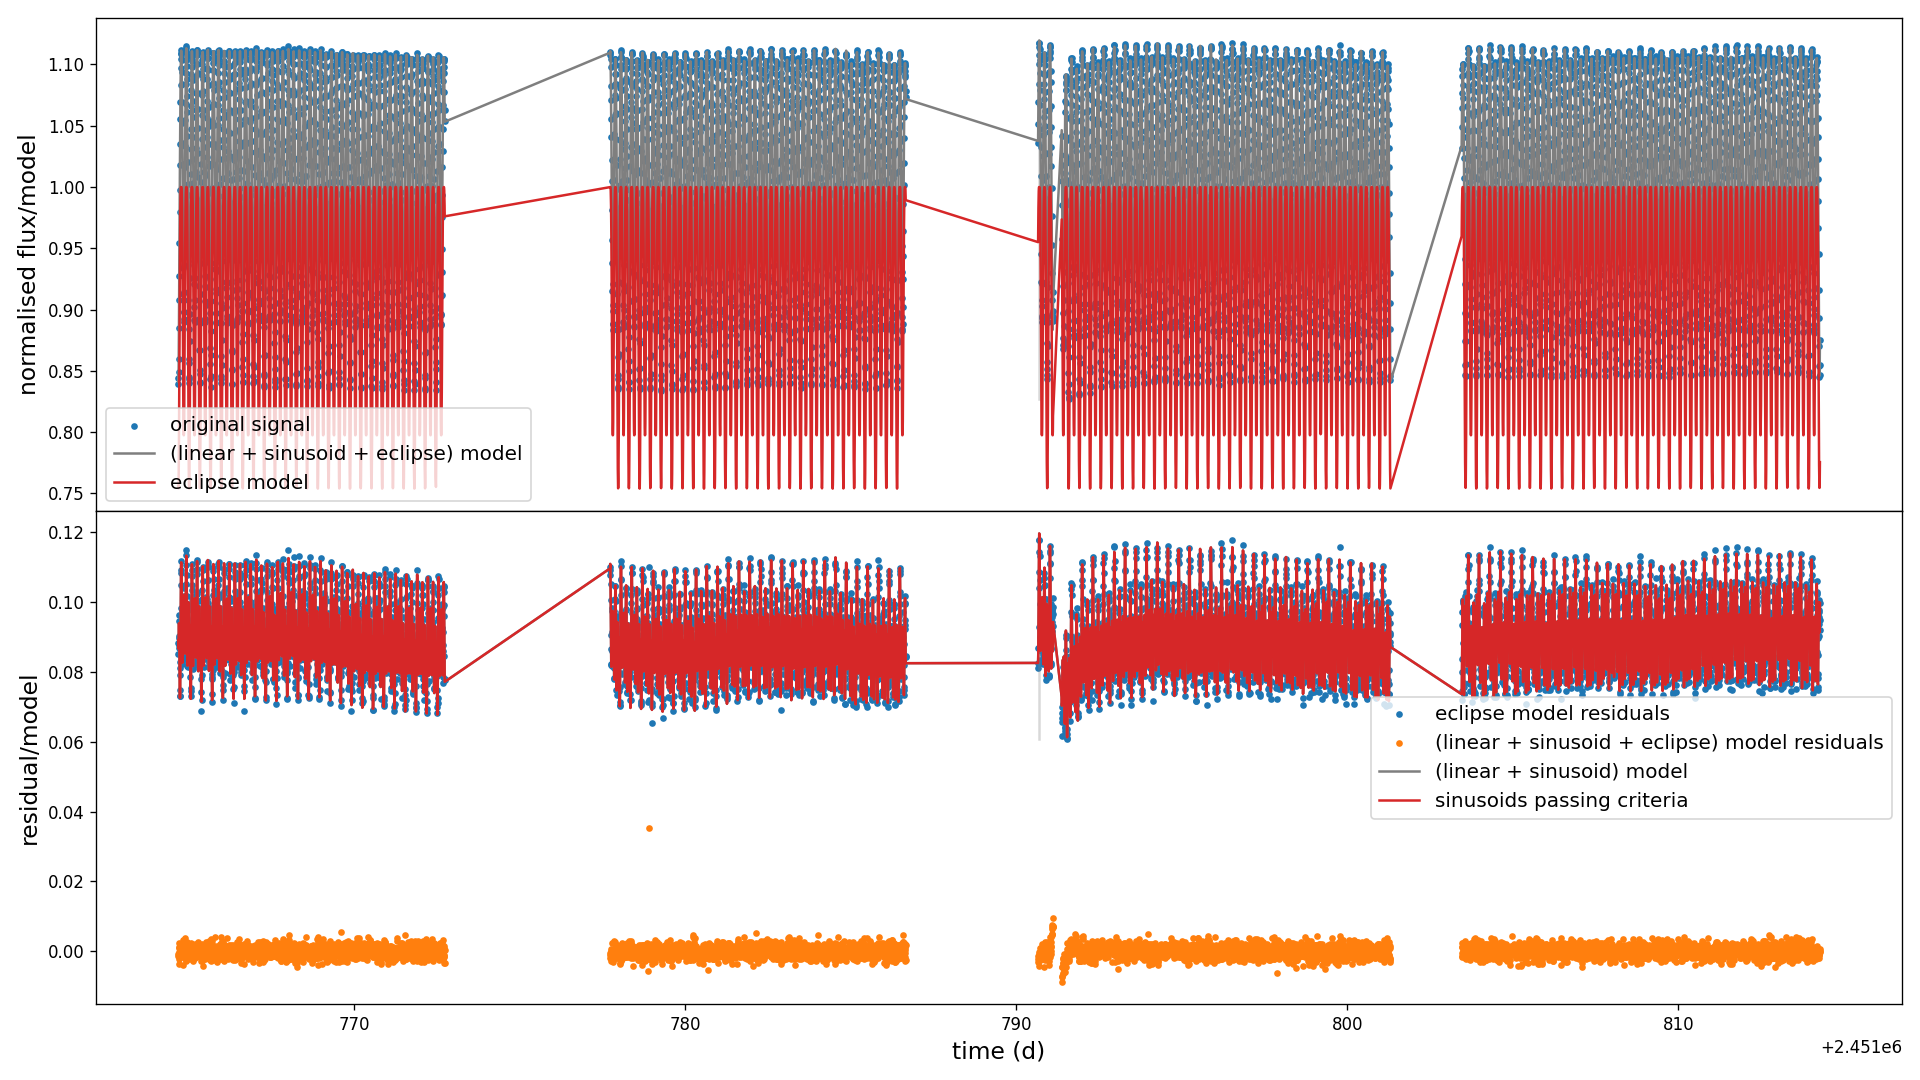 normalised flux/model
1.10
1.05
1.00
0.95
0.90
0.85
0.80
0.75
original signal
(linear + sinusoid + eclipse) model
eclipse model
residual/model
0.12
0.10
0.08
0.06
0.04
0.02
0.00
eclipse model residuals
(linear + sinusoid + eclipse) model residuals
(linear + sinusoid) model
sinusoids passing criteria
770
780
790
800
810
time (d)
+2.451e6